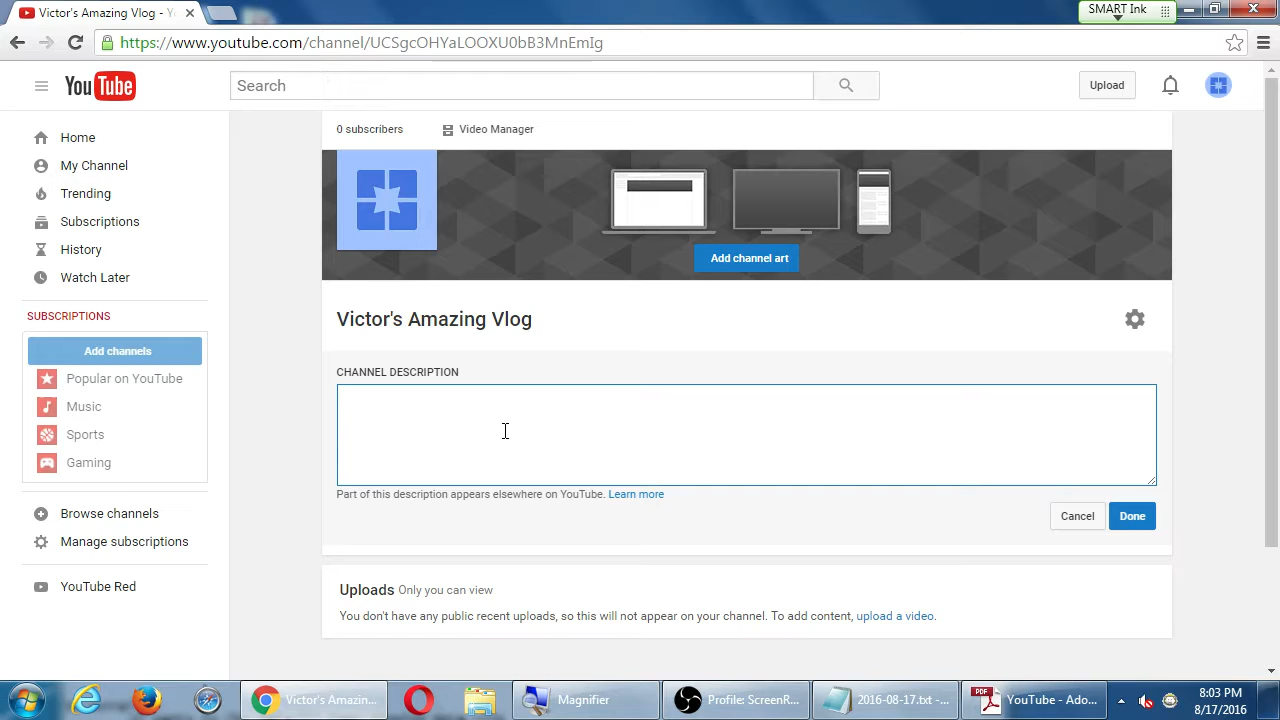 Victor's Amazing Vlog - Y
SMART Ink
https://www.youtube.com/channel/UCSgcOHYaLOOXU0bB3MnEmIg
YouTube
Search
Upload
Home
My Channel
Trending
Subscriptions
History
Watch Later
SUBSCRIPTIONS
Add channels
Popular on YouTube
Music
Sports
Gaming
Browse channels
Manage subscriptions
YouTube Red
0 subscribers
Video Manager
Add channel art
Victor's Amazing Vlog
CHANNEL DESCRIPTION
Part of this description appears elsewhere on YouTube. Learn more
Cancel
Done
Uploads Only you can view
You don't have any public recent uploads, so this will not appear on your channel. To add content, upload a video.
Victor's Amazin...
Magnifier
Profile: ScreenR...
2016-08-17.txt -...
PDF
YouTube - Ado...
8:03 PM
8/17/2016